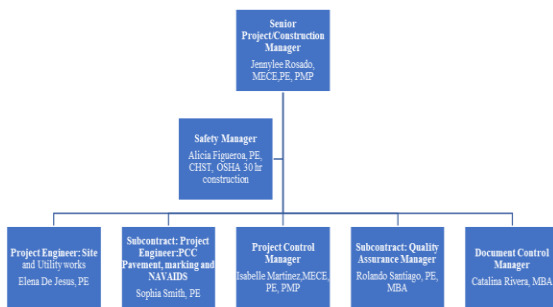 Senior
Project/Construction
Manager
Jennylee Rosado,
MECE,PE, PMP
Safety Manager
Alicia Figueroa, PE,
CHST, OSHA 30 hr
construction
Project Engineer: Site
and Utility works
Elena De Jesus, PE
Subcontract: Project
Engineer:PCC
Pavement, marking and
NAVAIDS
Sophia Smith, PE
Project Control
Manager
Isabelle Martinez,MECE,
PE, PMP
Subcontract: Quality
Assurance Manager
Rolando Santiago, PE,
MBA
Document Control
Manager
Catalina Rivera, MBA